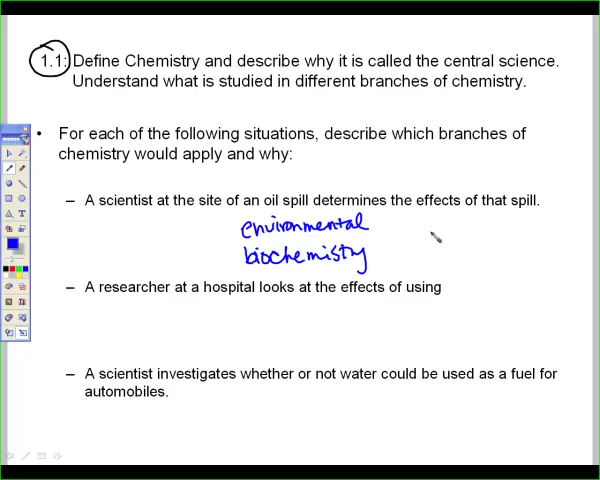 1.1: Define Chemistry and describe why it is called the central science.
Understand what is studied in different branches of chemistry.
• For each of the following situations, describe which branches of
chemistry would apply and why:
– A scientist at the site of an oil spill determines the effects of that spill.
environmental
biochemistry
– A researcher at a hospital looks at the effects of using
– A scientist investigates whether or not water could be used as a fuel for
automobiles.